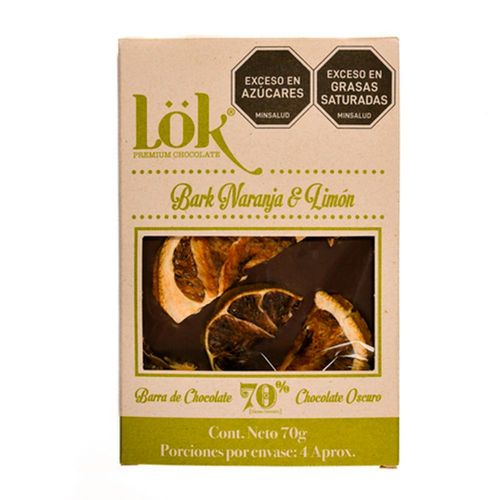 EXCESO EN
AZÚCARES
MINSALUD
EXCESO EN
GRASAS
SATURADAS
MINSALUD
lök®
PREMIUM CHOCOLATE
Bark Naranja & Limón
Barra de Chocolate
70%
Chocolate Oscuro
Cont. Neto 70g
Porciones por envase: 4 Aprox.